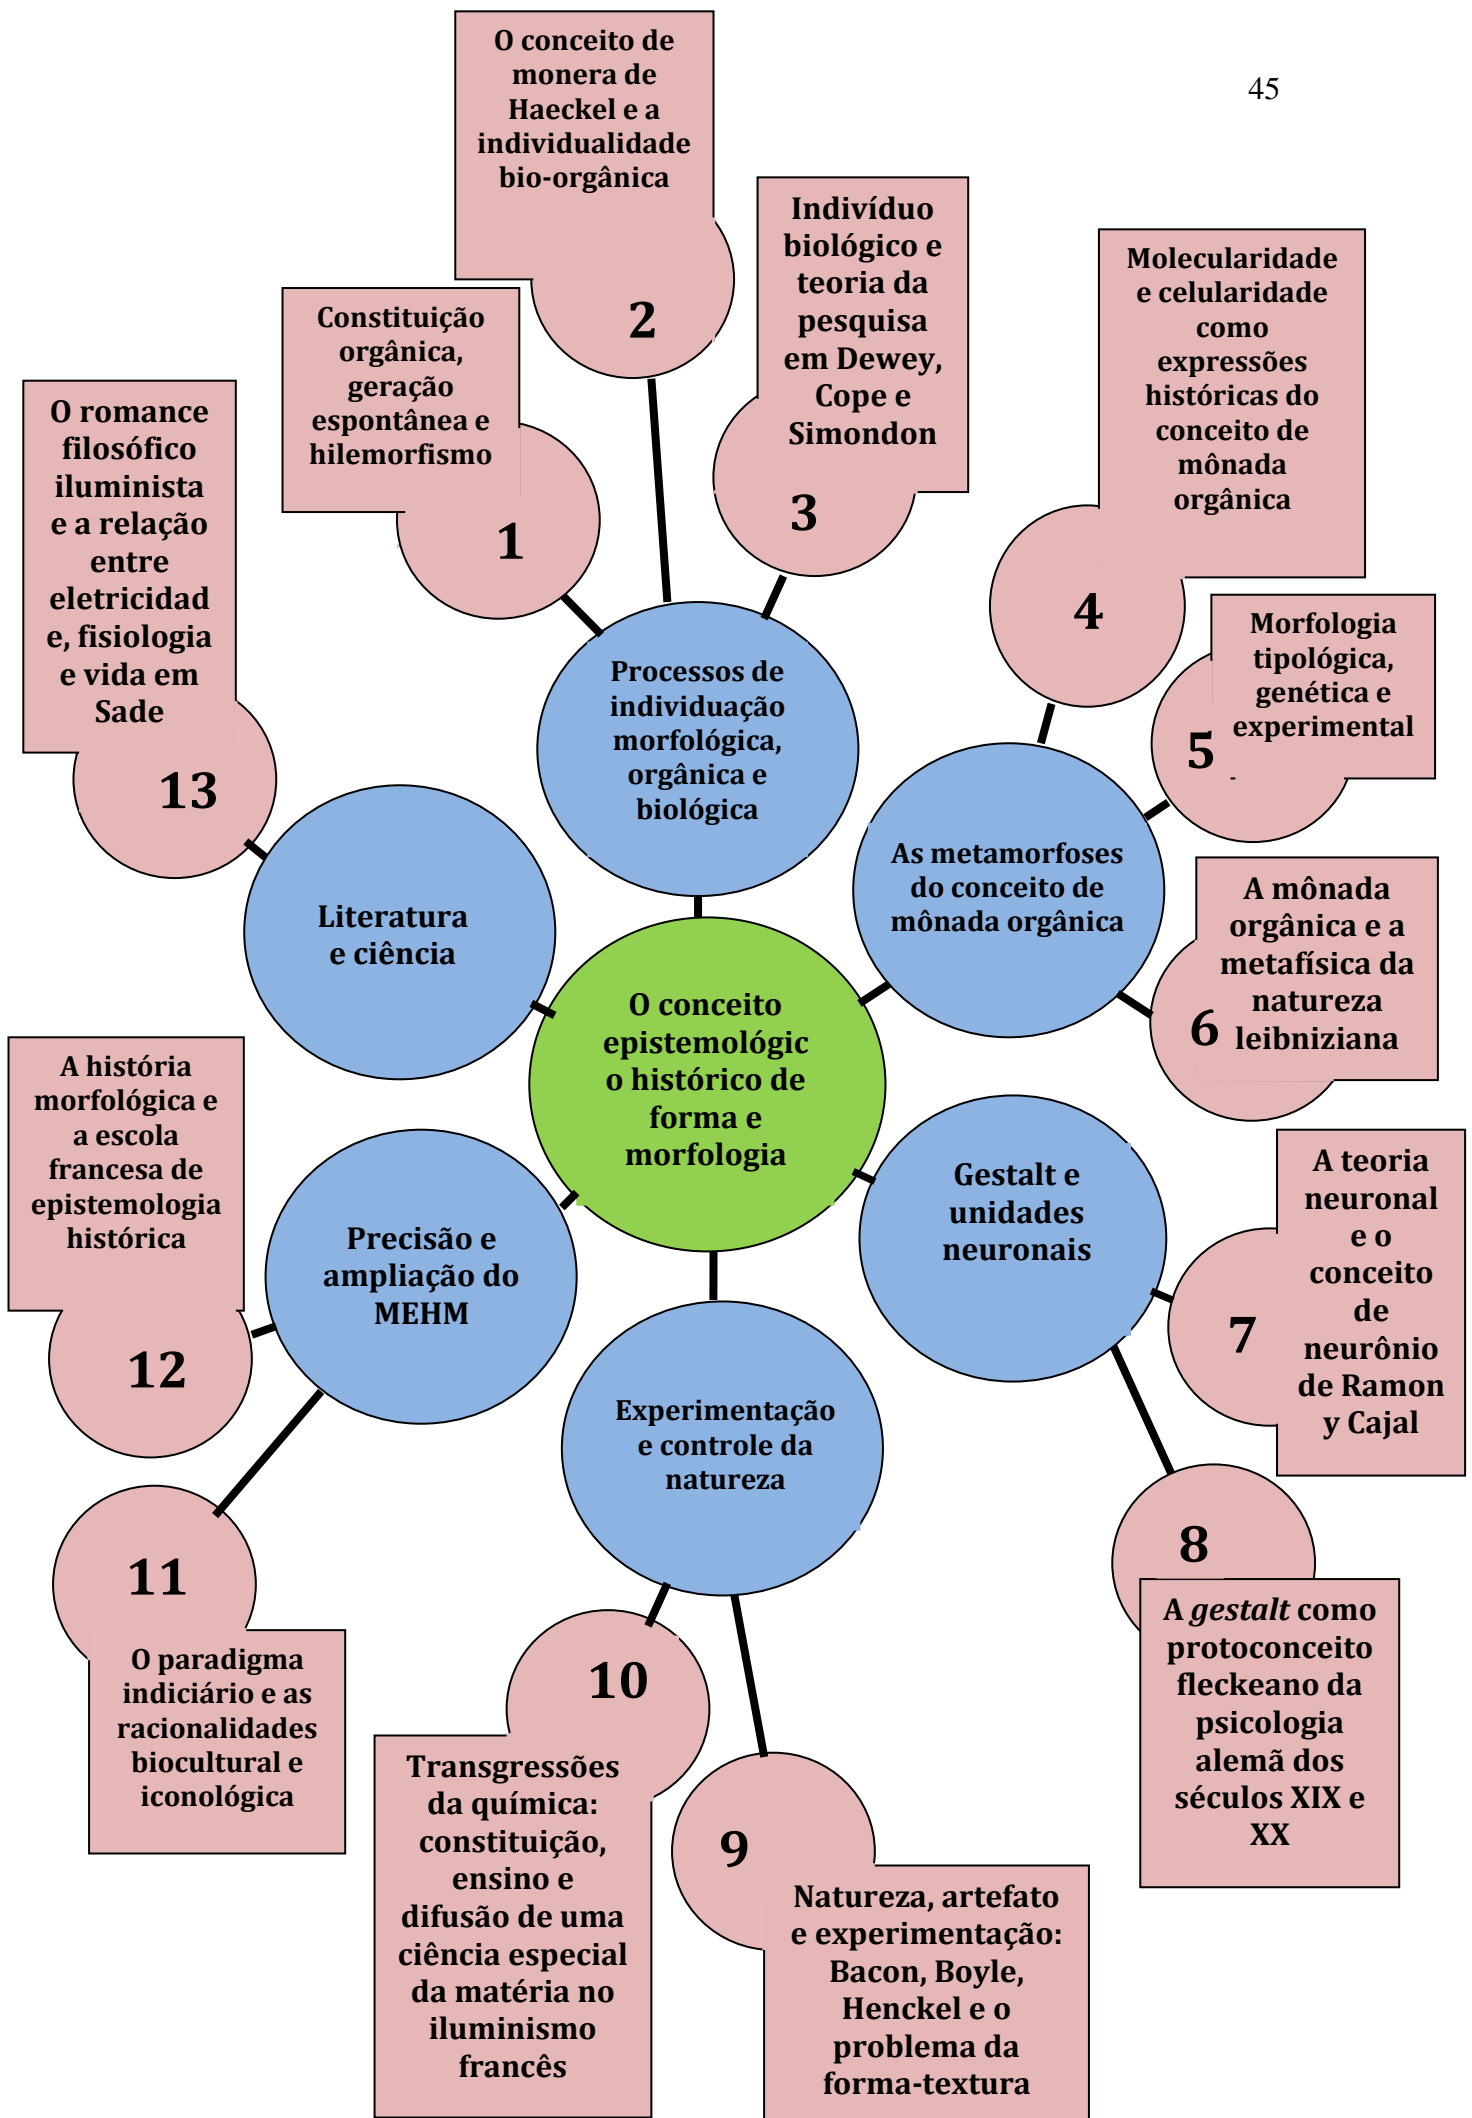 45
O conceito de
monera de
Haeckel e a
individualidade
bio-orgânica
2
Indivíduo
biológico e
teoria da
pesquisa
em Dewey,
Cope e
Simondon
3
Constituição
orgânica,
geração
espontânea e
hilemorfismo
1
Molecularidade
e celularidade
como
expressões
históricas do
conceito de
mônada
orgânica
4
O romance
filosófico
iluminista
e a relação
entre
eletricidad
e, fisiologia
e vida em
Sade
13
Morfologia
tipológica,
genética e
experimental
5
Processos de
individuação
morfológica,
orgânica e
biológica
As metamorfoses
do conceito de
mônada orgânica
Literatura
e ciência
A mônada
orgânica e a
metafísica da
natureza
leibniziana
6
O conceito
epistemológic
o histórico de
forma e
morfologia
A história
morfológica e
a escola
francesa de
epistemologia
histórica
12
Precisão e
ampliação do
MEHM
Gestalt e
unidades
neuronais
A teoria
neuronal
e o
conceito
de
neurônio
de Ramon
y Cajal
7
Experimentação
e controle da
natureza
8
A gestalt como
protoconceito
fleckeano da
psicologia
alemã dos
séculos XIX e
XX
11
O paradigma
indiciário e as
racionalidades
biocultural e
iconológica
10
Transgressões
da química:
constituição,
ensino e
difusão de uma
ciência especial
da matéria no
iluminismo
francês
9
Natureza, artefato
e experimentação:
Bacon, Boyle,
Henckel e o
problema da
forma-textura